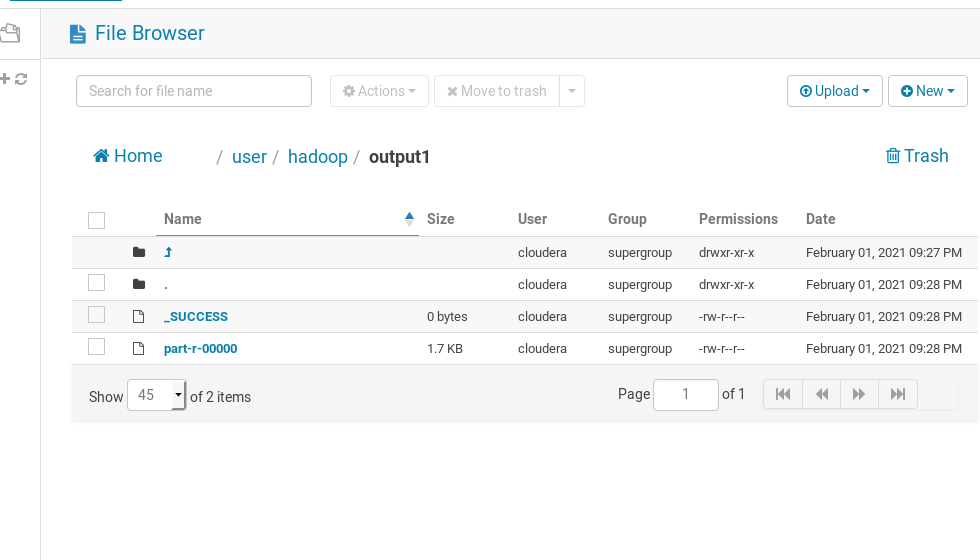 File Browser
Search for file name Actions Move to trash Upload New
Home / user / hadoop / output1 Trash
Name Size User Group Permissions Date
cloudera supergroup drwxr-xr-x February 01, 2021 09:27 PM
. cloudera supergroup drwxr-xr-x February 01, 2021 09:28 PM
_SUCCESS 0 bytes cloudera supergroup -rw-r--r-- February 01, 2021 09:28 PM
part-r-00000 1.7 KB cloudera supergroup -rw-r--r-- February 01, 2021 09:28 PM
Show 45 of 2 items Page 1 of 1